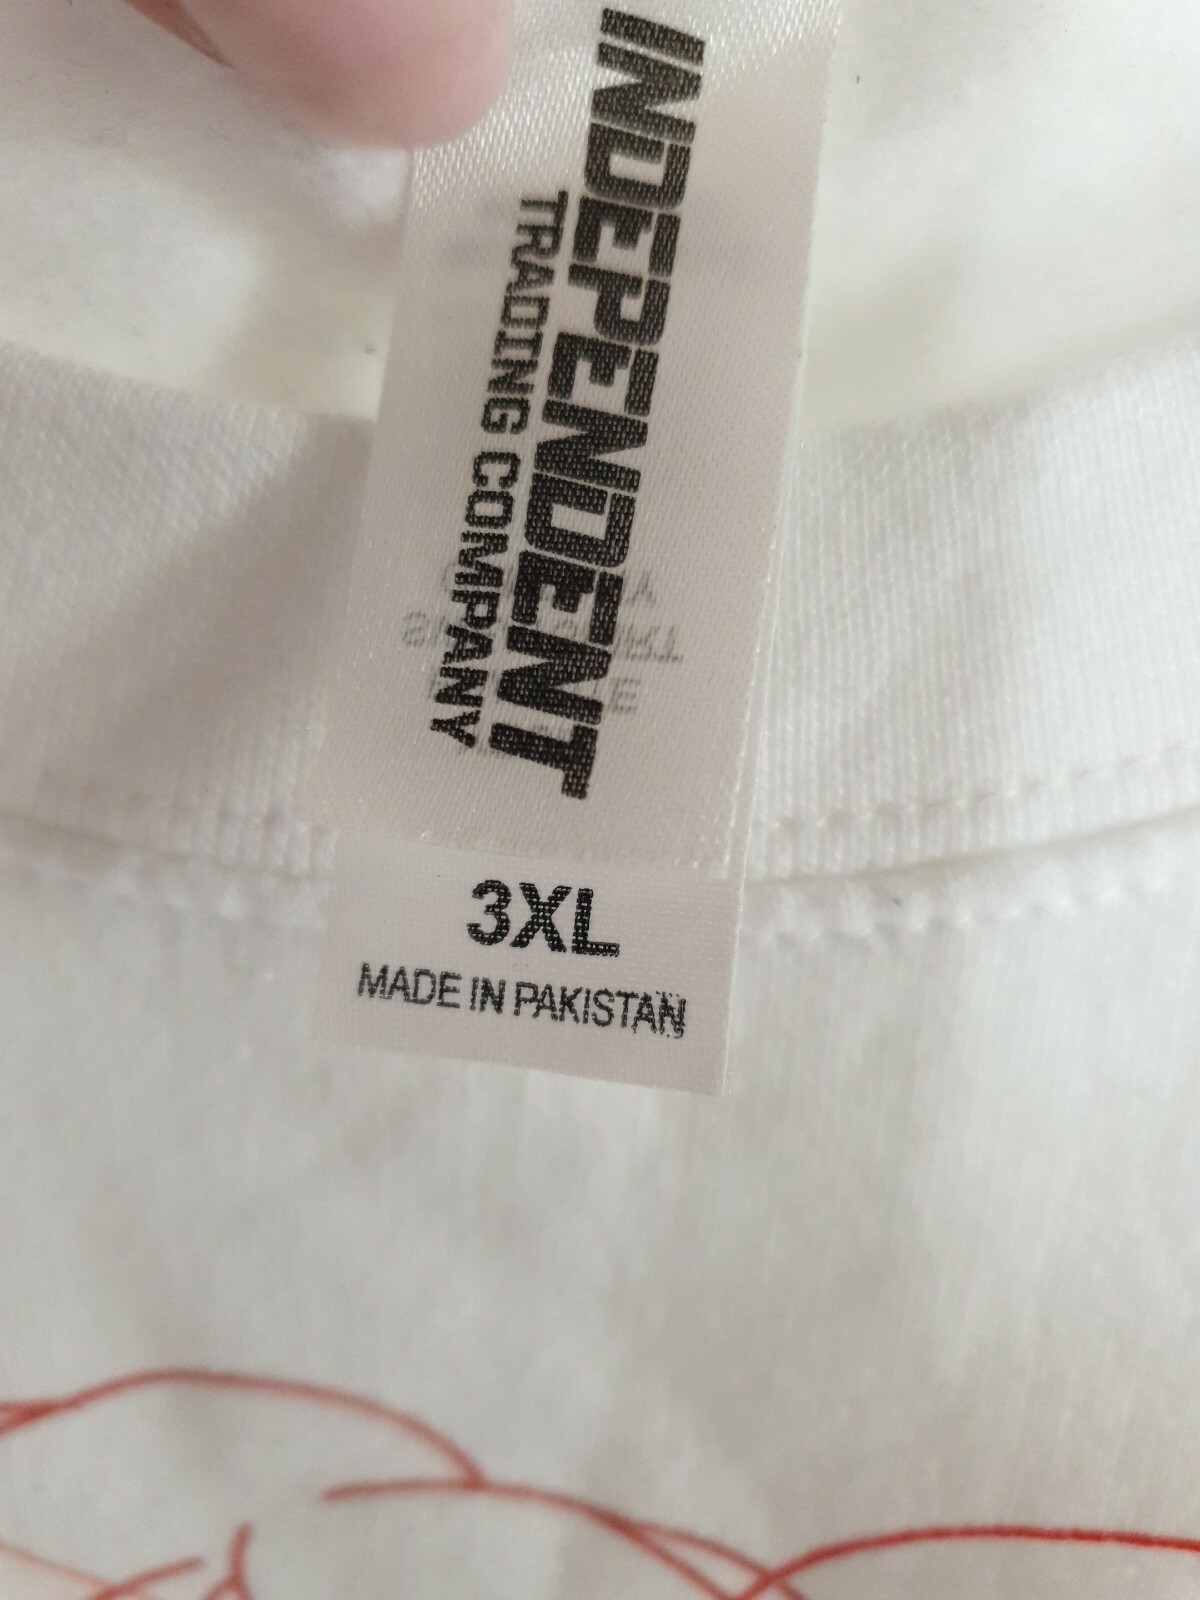 INDEPENDENT
TRADING COMPANY
3XL
MADE IN PAKISTAN